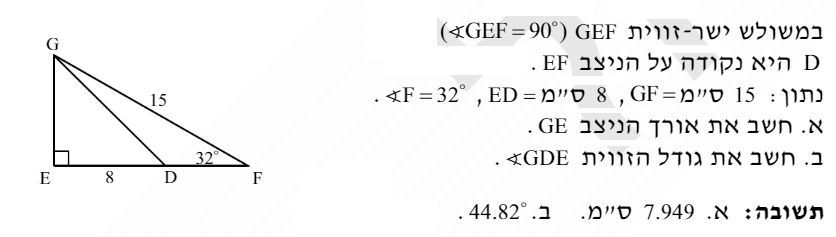 במשולש ישר-זווית GEF (∢GEF = 90°)
D היא נקודה על הניצב EF .
נתון : 15 ס״מ = GF , 8 ס״מ = ED , ∢F = 32° .
א. חשב את אורך הניצב GE .
ב. חשב את גודל הזווית ∢GDE .
תשובה: א. 7.949 ס״מ. ב. 44.82° .
G
15
32°
E
8
D
F